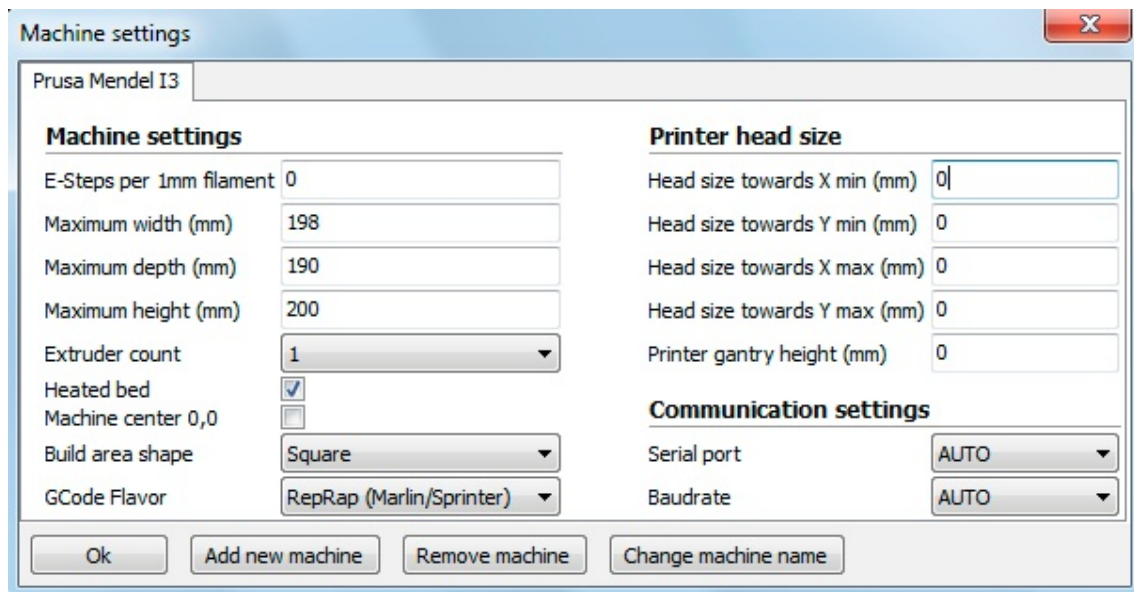 Machine settings
Prusa Mendel I3
Machine settings
E-Steps per 1mm filament 0
Maximum width (mm) 198
Maximum depth (mm) 190
Maximum height (mm) 200
Extruder count 1
Heated bed
Machine center 0,0
Build area shape Square
GCode Flavor RepRap (Marlin/Sprinter)
Printer head size
Head size towards X min (mm) 0
Head size towards Y min (mm) 0
Head size towards X max (mm) 0
Head size towards Y max (mm) 0
Printer gantry height (mm) 0
Communication settings
Serial port AUTO
Baudrate AUTO
Ok Add new machine Remove machine Change machine name